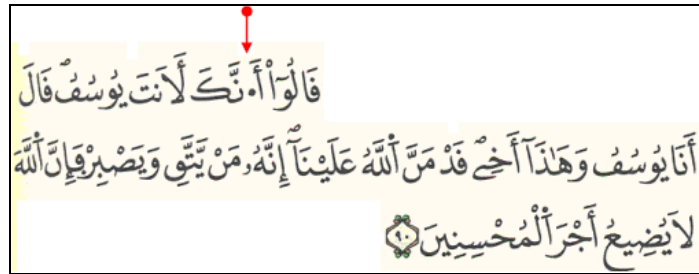 قَالُوٓا۟ أَ۟نَّكَ لَأَنتَ يُوسُفُ ۖ قَالَ
أَنَا يُوسُفُ وَهَـٰذَآ أَخِے ۖ قَدْ مَنَّ ٱللَّهُ عَلَيْنَآ ۖ إِنَّهُۥ مَنْ يَّتَّقِ وَيَصْبِرْ فَإِنَّ ٱللَّهَ
لَا يُضِيعُ أَجْرَ ٱلْمُحْسِنِينَ ٩٠